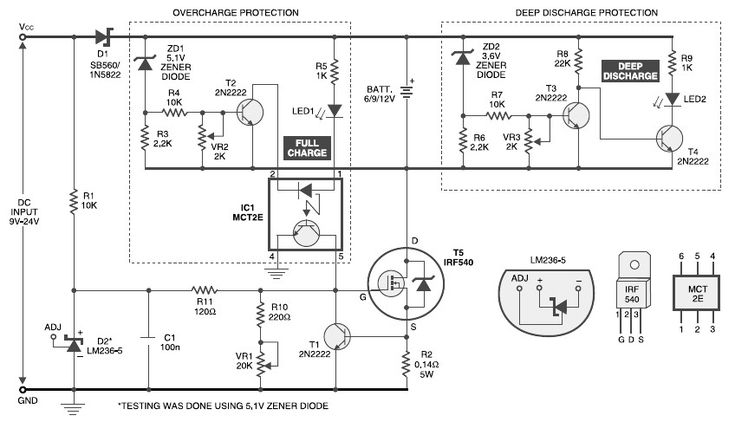 OVERCHARGE PROTECTION
DEEP DISCHARGE PROTECTION
Vcc
D1
SB560/
1N5822
ZD1
5,1V
ZENER
DIODE
T2
2N2222
R5
1K
R4
10K
LED1
R3
2,2K
VR2
2K
FULL
CHARGE
BATT.
6/9/12V
+
ZD2
3,6V
ZENER
DIODE
R8
22K
DEEP
DISCHARGE
R9
1K
T3
2N2222
R7
10K
LED2
R6
2,2K
VR3
2K
T4
2N2222
DC
INPUT
9V-24V
R1
10K
2
1
IC1
MCT2E
4
5
D
T5
IRF540
G
S
LM236-5
ADJ
+
–
IRF
540
1 2 3
G D S
6 5 4
MCT
2E
1 2 3
R11
120Ω
R10
220Ω
ADJ
+
–
D2*
LM236-5
C1
100n
VR1
20K
T1
2N2222
R2
0,14Ω
5W
GND
*TESTING WAS DONE USING 5,1V ZENER DIODE